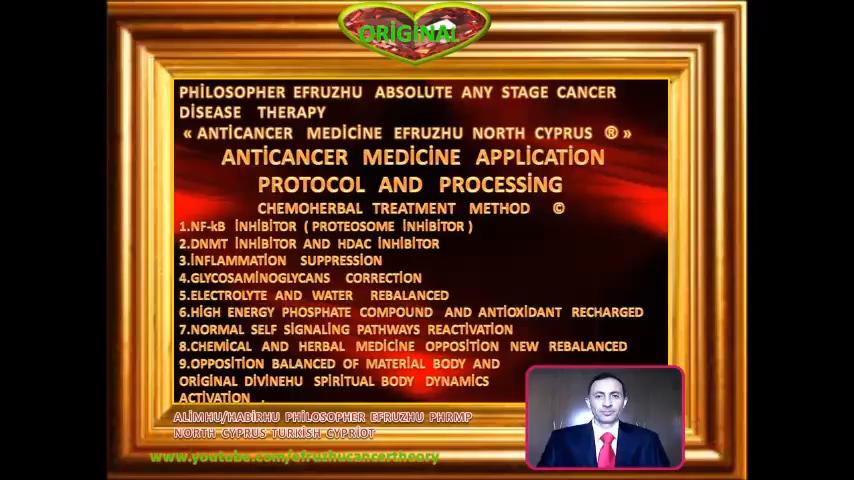 ORİGİNAL
PHİLOSOPHER EFRUZHU ABSOLUTE ANY STAGE CANCER
DİSEASE THERAPY
« ANTİCANCER MEDİCİNE EFRUZHU NORTH CYPRUS ® »
ANTİCANCER MEDİCİNE APPLİCATİON
PROTOCOL AND PROCESSİNG
CHEMOHERBAL TREATMENT METHOD ©
1.NF-kB İNHİBİTOR ( PROTEOSOME İNHİBİTOR )
2.DNMT İNHİBİTOR AND HDAC İNHİBİTOR
3.İNFLAMMATİON SUPPRESSİON
4.GLYCOSAMİNOGLYCANS CORRECTİON
5.ELECTROLYTE AND WATER REBALANCED
6.HİGH ENERGY PHOSPHATE COMPOUND AND ANTİOXİDANT RECHARGED
7.NORMAL SELF SİGNALİNG PATHWAYS REACTİVATİON
8.CHEMİCAL AND HERBAL MEDİCİNE OPPOSİTİON NEW REBALANCED
9.OPPOSİTİON BALANCED OF MATERİAL BODY AND
ORİGİNAL DİVİNEHU SPİRİTUAL BODY DYNAMİCS
ACTİVATİON .
ALİMHU/HABİRHU PHİLOSOPHER EFRUZHU PHRMP
NORTH CYPRUS TURKİSH CYPRİOT
www.youtube.com/efruzhucancertheory